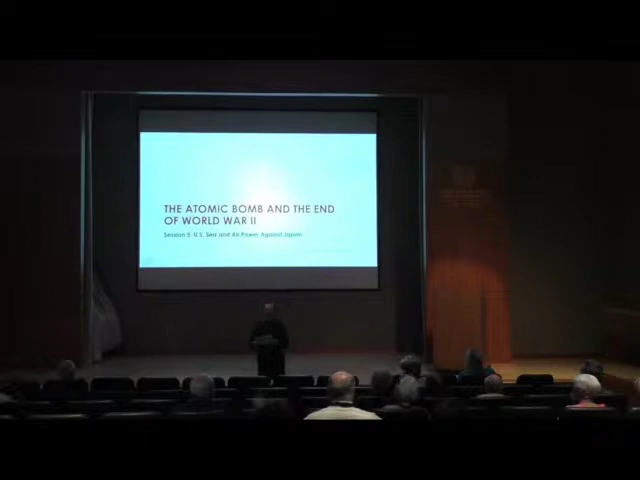 THE ATOMIC BOMB AND THE END
OF WORLD WAR II
Session 5: U.S. Sea and Air Power Against Japan